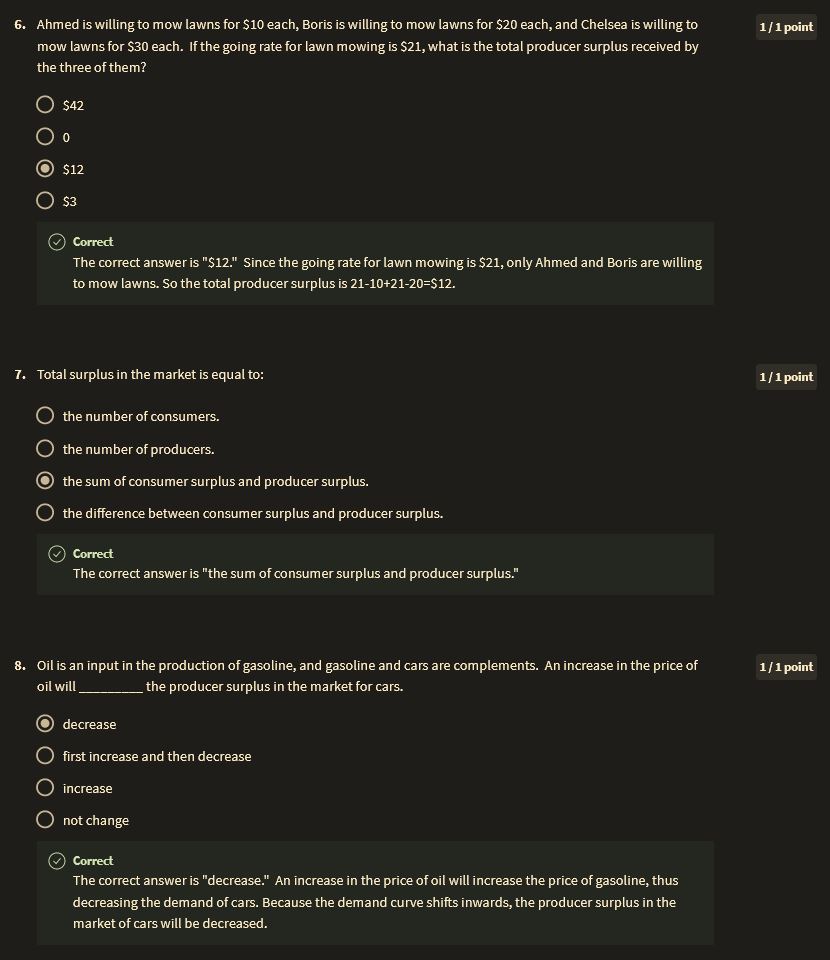 6. Ahmed is willing to mow lawns for $10 each, Boris is willing to mow lawns for $20 each, and Chelsea is willing to
1 / 1 point
mow lawns for $30 each. If the going rate for lawn mowing is $21, what is the total producer surplus received by
the three of them?
$42
0
$12
$3
Correct
The correct answer is "$12." Since the going rate for lawn mowing is $21, only Ahmed and Boris are willing
to mow lawns. So the total producer surplus is 21-10+21-20=$12.
7. Total surplus in the market is equal to:
1 / 1 point
the number of consumers.
the number of producers.
the sum of consumer surplus and producer surplus.
the difference between consumer surplus and producer surplus.
Correct
The correct answer is "the sum of consumer surplus and producer surplus."
8. Oil is an input in the production of gasoline, and gasoline and cars are complements. An increase in the price of
1 / 1 point
oil will _________ the producer surplus in the market for cars.
decrease
first increase and then decrease
increase
not change
Correct
The correct answer is "decrease." An increase in the price of oil will increase the price of gasoline, thus
decreasing the demand of cars. Because the demand curve shifts inwards, the producer surplus in the
market of cars will be decreased.